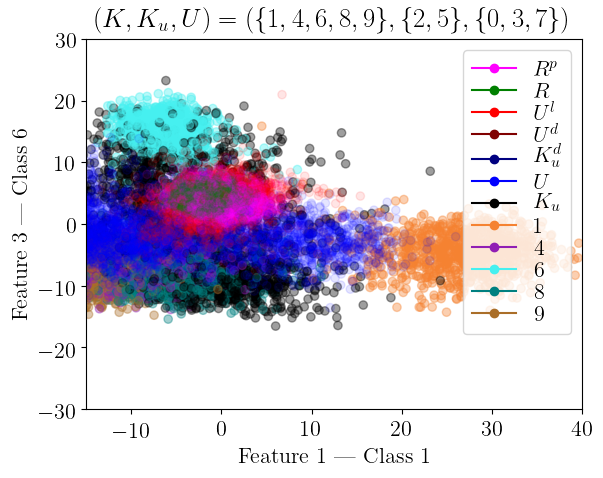 (K, K_u, U) = ({1, 4, 6, 8, 9}, {2, 5}, {0, 3, 7})
30
20
10
0
−10
−20
−30
Feature 3 — Class 6
R^p
R
U^l
U^d
K_u^d
U
K_u
1
4
6
8
9
−10 0 10 20 30 40
Feature 1 — Class 1